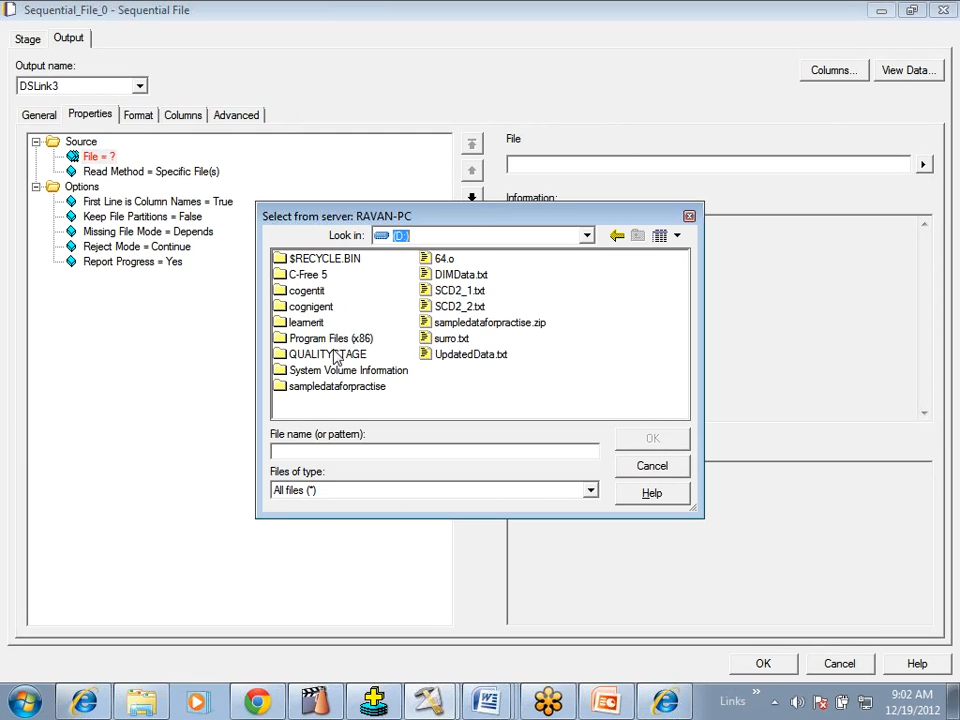 Sequential_File_0 - Sequential File
Stage
Output
Output name:
DSLink3
Columns...
View Data...
General
Properties
Format
Columns
Advanced
Source
File = ?
Read Method = Specific File(s)
Options
First Line is Column Names = True
Keep File Partitions = False
Missing File Mode = Depends
Reject Mode = Continue
Report Progress = Yes
File
Information:
Select from server: RAVAN-PC
Look in:
(D:)
$RECYCLE.BIN
C-Free 5
cogentit
cognigent
learnerit
Program Files (x86)
QUALITYSTAGE
System Volume Information
sampledataforpractise
64.o
DIMData.txt
SCD2_1.txt
SCD2_2.txt
sampledataforpractise.zip
surro.txt
UpdatedData.txt
File name (or pattern):
OK
Cancel
Files of type:
All files (*)
Help
OK
Cancel
Help
Links
9:02 AM
12/19/2012